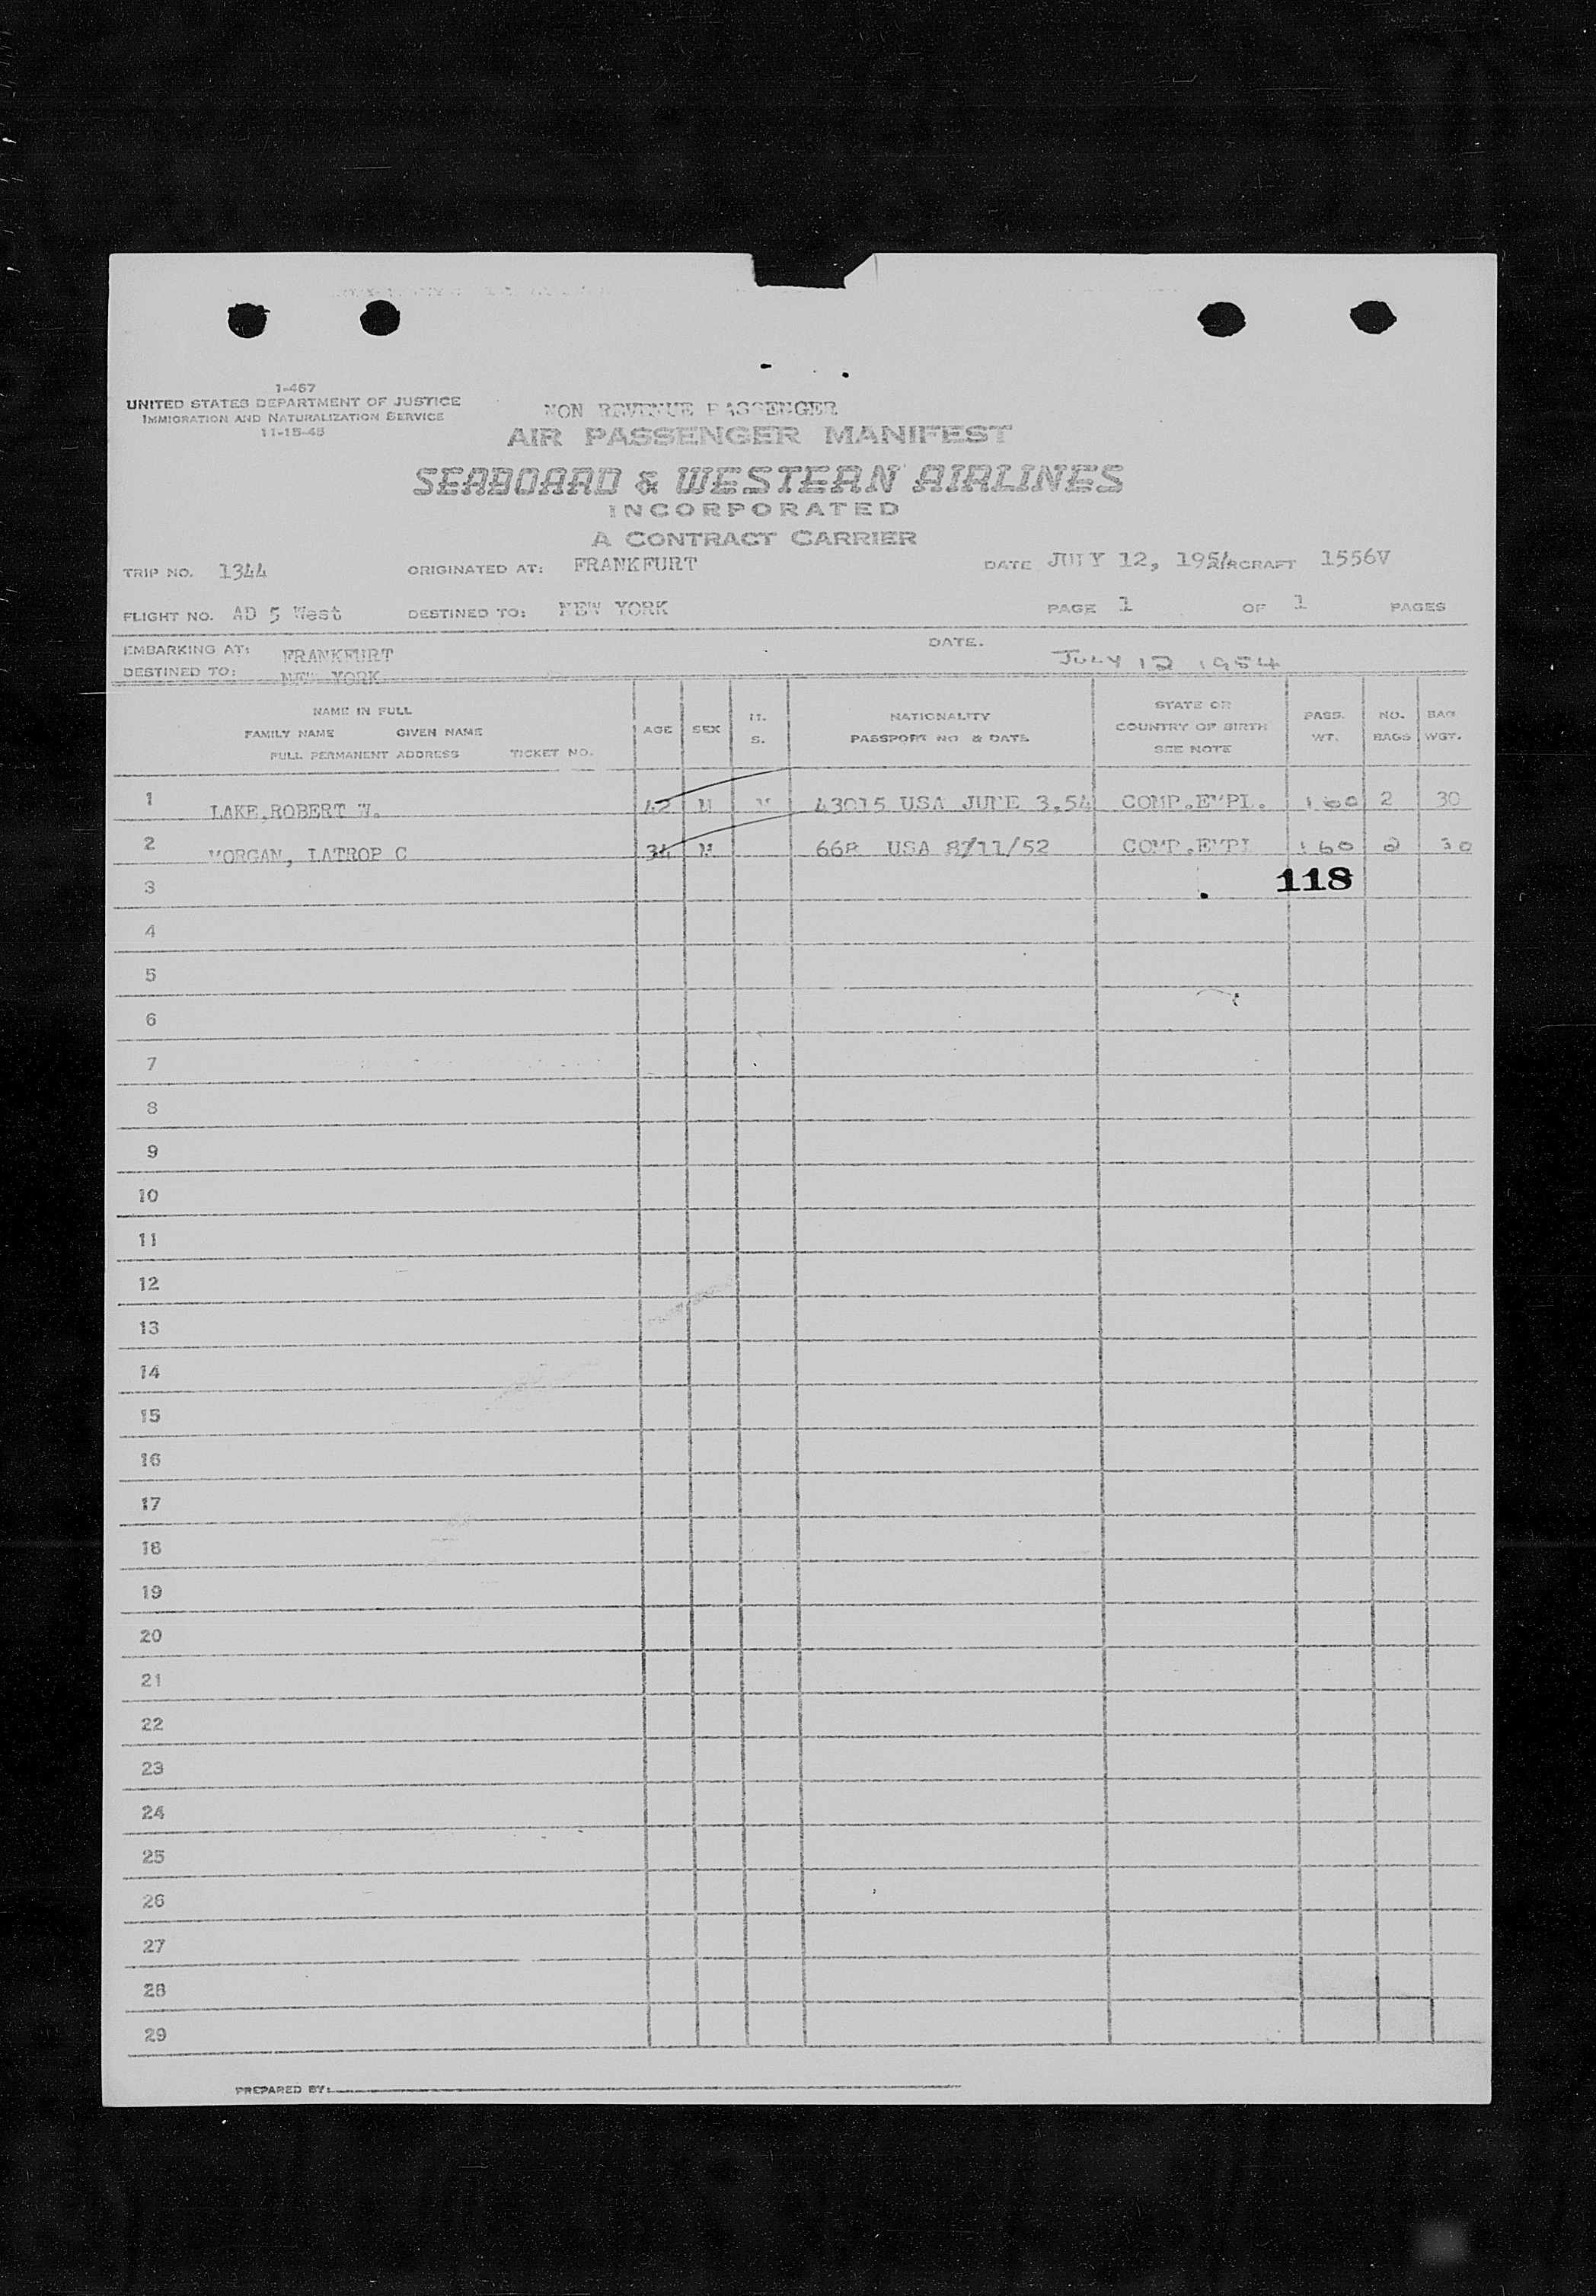 1-467
UNITED STATES DEPARTMENT OF JUSTICE
IMMIGRATION AND NATURALIZATION SERVICE
11-15-45
NON REVENUE PASSENGER
AIR PASSENGER MANIFEST
SEABOARD & WESTERN AIRLINES
INCORPORATED
A CONTRACT CARRIER
TRIP NO. 1344 ORIGINATED AT: FRANKFURT DATE JULY 12, 1954 AIRCRAFT 1556V
FLIGHT NO. AD 5 West DESTINED TO: NEW YORK PAGE 1 OF 1 PAGES
EMBARKING AT: FRANKFURT DATE. JULY 12 1954
DESTINED TO: NEW YORK
NAME IN FULL
FAMILY NAME GIVEN NAME
FULL PERMANENT ADDRESS TICKET NO.
AGE SEX M. S.
NATIONALITY
PASSPORT NO & DATE
STATE OR
COUNTRY OF BIRTH
SEE NOTE
PASS. WT.
NO. BAGS
BAG WGT.
1 LAKE,ROBERT W. 42 M M 43015 USA JUNE 3,54 COMP.EMPL. 160 2 30
2 MORGAN, LATROP C 34 M USA 8/11/52 COMP.EMPL 160 2 30
3 118
4
5
6
7
8
9
10
11
12
13
14
15
16
17
18
19
20
21
22
23
24
25
26
27
28
29
PREPARED BY: